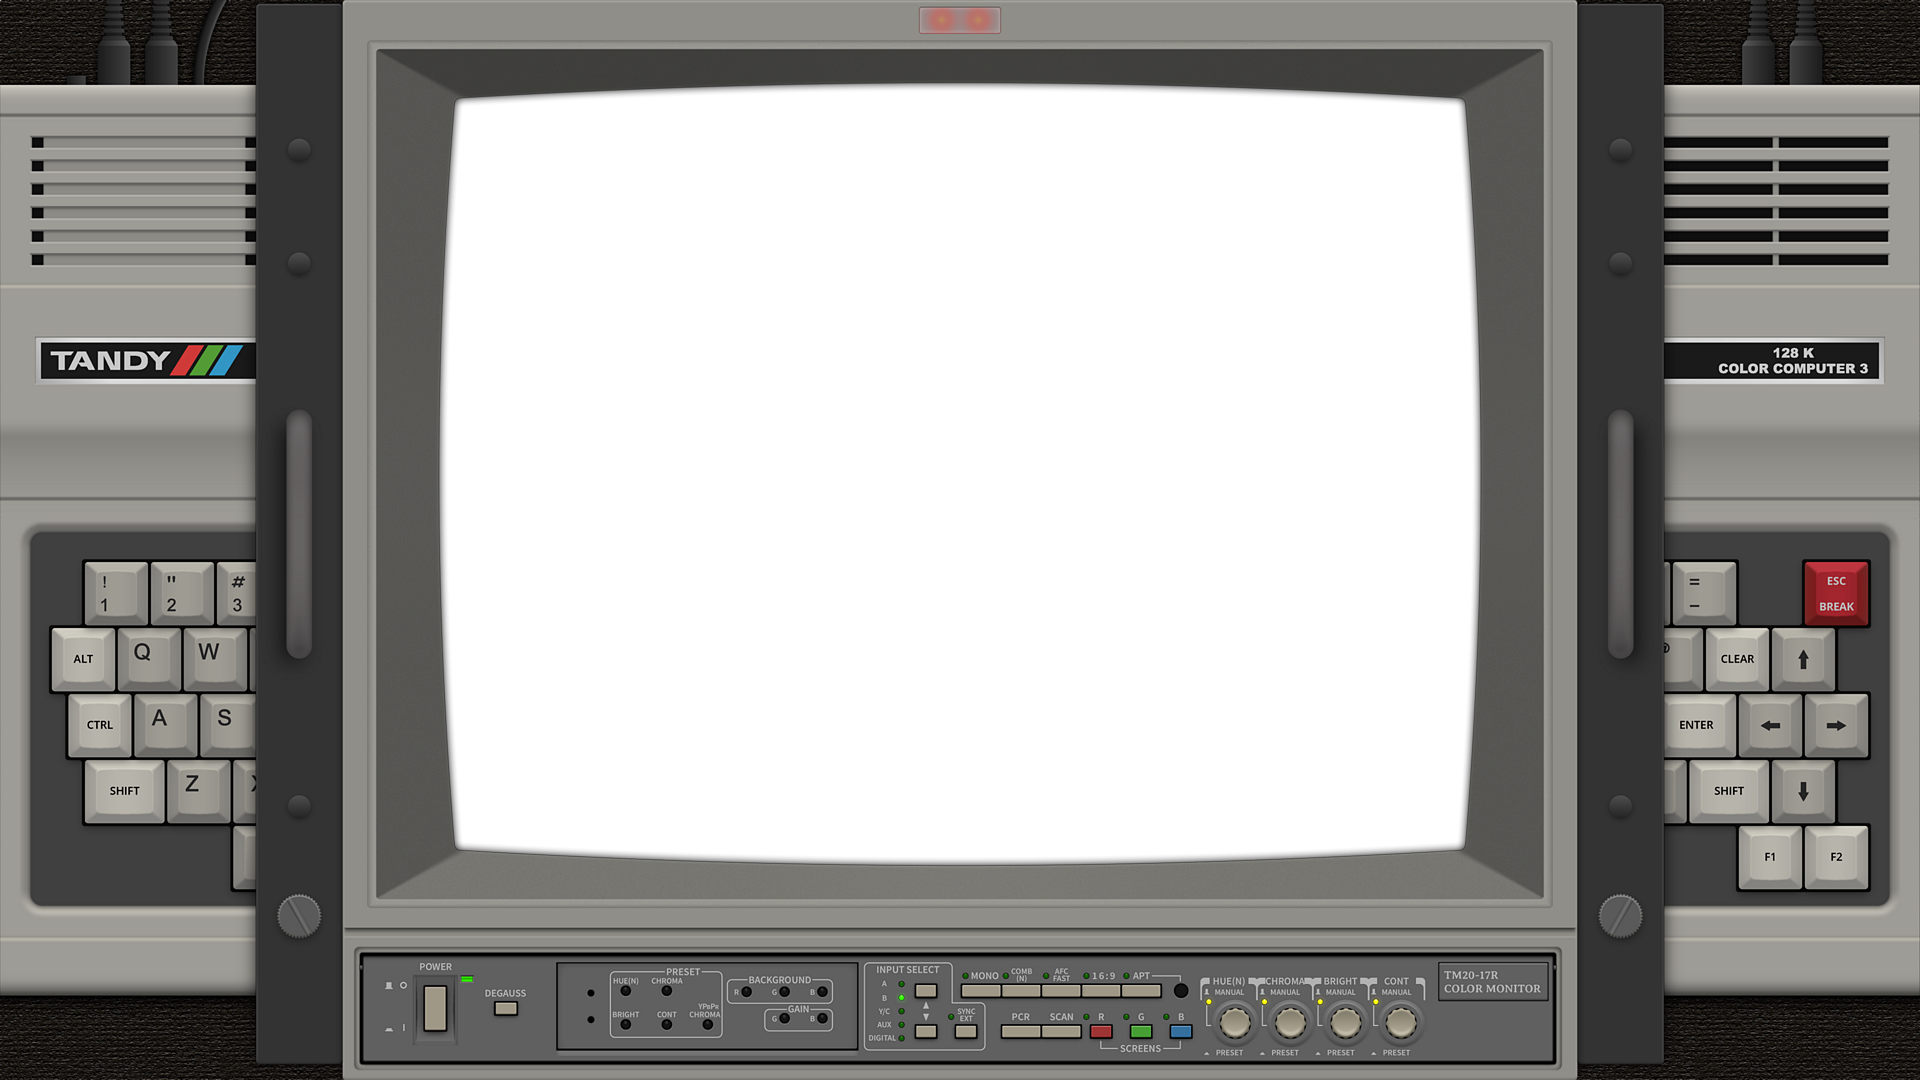 TANDY
128 K
COLOR COMPUTER 3
! " #
1 2 3
ALT Q W
CTRL A S
SHIFT Z
=
-
ESC
BREAK
CLEAR
ENTER
SHIFT
F1 F2
POWER
DEGAUSS
PRESET
HUE(N) CHROMA
BRIGHT CONT YPBPR CHROMA
BACKGROUND
R G B
GAIN
G B
INPUT SELECT
A
B
Y/C
AUX
DIGITAL
SYNC
EXT
MONO COMB (N) AFC FAST 16:9 APT
PCR SCAN R G B
SCREENS
HUE(N) CHROMA BRIGHT CONT
MANUAL MANUAL MANUAL MANUAL
PRESET PRESET PRESET PRESET
TM20-17R
COLOR MONITOR